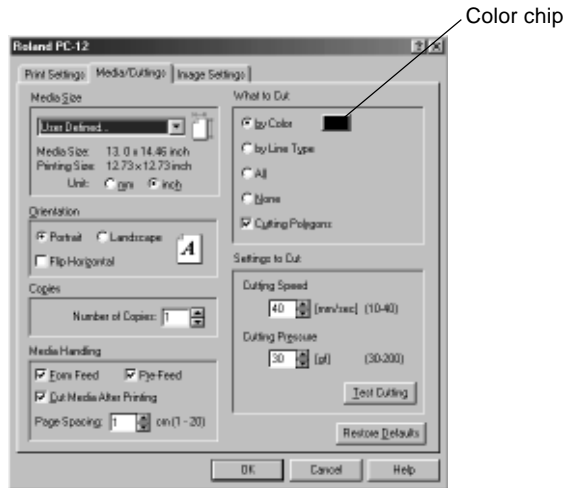 Color chip
Roland PC-12
Print Settings Media/Cuttings Image Settings
Media Size
User Defined...
Media Size: 13.0 x 14.46 inch
Printing Size: 12.73 x 12.73 inch
Unit: mm inch
Orientation
Portrait Landscape
Flip Horizontal
A
Copies
Number of Copies: 1
Media Handling
Form Feed Pre-Feed
Cut Media After Printing
Page Spacing: 1 cm (1 - 20)
What to Cut
by Color
by Line Type
All
None
Cutting Polygons
Settings to Cut
Cutting Speed
40 [mm/sec] (10-40)
Cutting Pressure
30 [gf] (30-200)
Test Cutting
Restore Defaults
OK Cancel Help